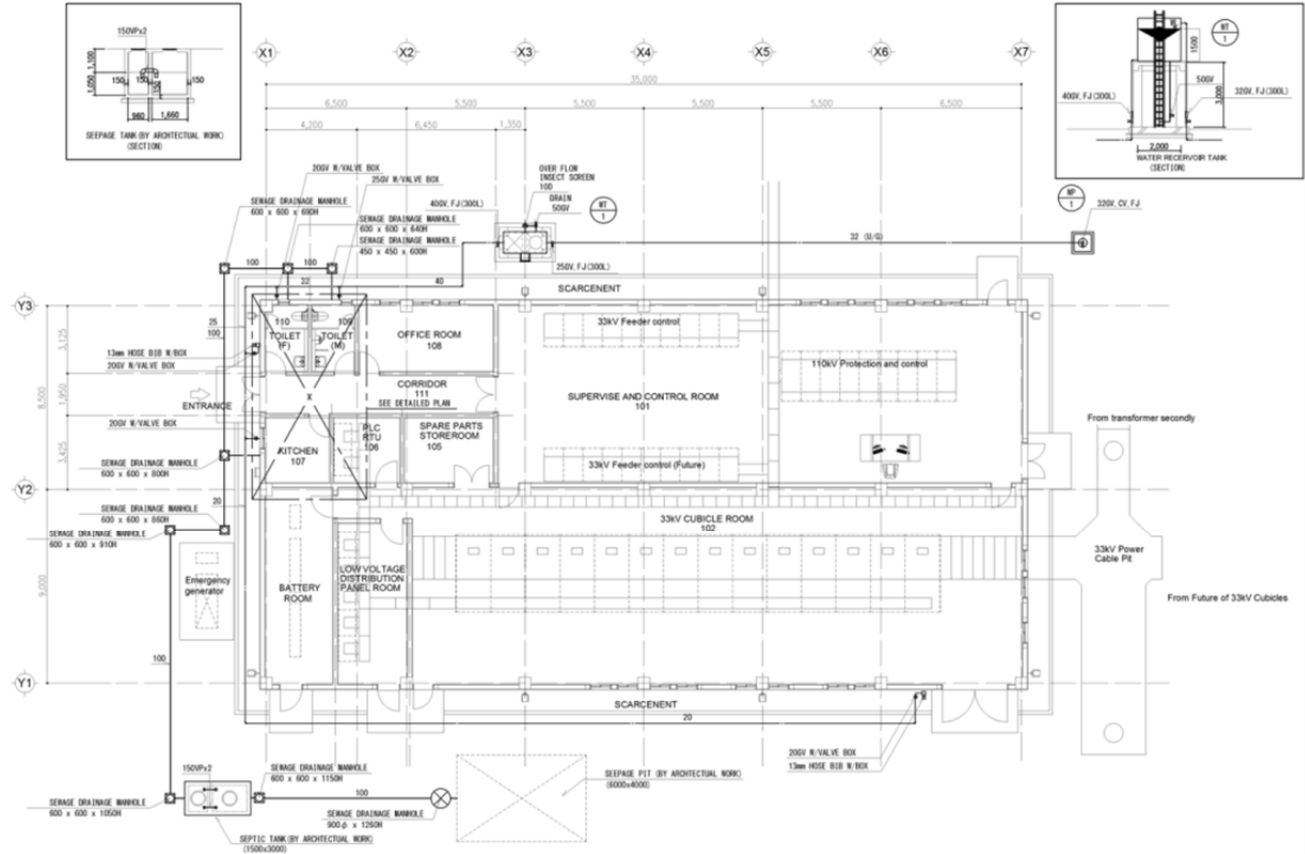 150VPx2
1,100
1,050
150
150
150
150
960
1,660
SEEPAGE TANK(BY ARCHTECTUAL WORK)
(SECTION)
X1
X2
X3
X4
X5
X6
X7
35,000
6,500
5,500
5,500
5,500
5,500
6,500
4,200
6,450
1,350
WT
1
1500
3,000
50GV
40GV, FJ(300L)
32GV, FJ(300L)
2,000
WATER RECERVOIR TANK
(SECTION)
20GV W/VALVE BOX
25GV W/VALVE BOX
OVER FLOW
INSECT SCREEN
100
DRAIN
50GV
WT
1
WP
1
32GV, CV, FJ
SEWAGE DRAINAGE MANHOLE
600 x 600 x 690H
40GV, FJ(300L)
SEWAGE DRAINAGE MANHOLE
600 x 600 x 640H
SEWAGE DRAINAGE MANHOLE
450 x 450 x 600H
32 (U/G)
25GV, FJ(300L)
100
100
32
40
SCARCENENT
Y3
25
100
110
TOILET
(F)
109
TOILET
(M)
OFFICE ROOM
108
33kV Feeder control
3,125
13mm HOSE BIB W/BOX
20GV W/VALVE BOX
110kV Protection and control
8,500
1,950
ENTRANCE
X
CORRIDOR
111
SEE DETAILED PLAN
SUPERVISE AND CONTROL ROOM
101
From transformer secondly
20GV W/VALVE BOX
3,425
KITCHEN
107
PLC
RTU
106
SPARE PARTS
STOREROOM
105
SEWAGE DRAINAGE MANHOLE
600 x 600 x 800H
33kV Feeder control (Future)
Y2
20
SEWAGE DRAINAGE MANHOLE
600 x 600 x 860H
33kV CUBICLE ROOM
102
SEWAGE DRAINAGE MANHOLE
600 x 600 x 910H
33kV Power
Cable Pit
9,000
Emergency
generator
BATTERY
ROOM
LOW VOLTAGE
DISTRIBUTION
PANEL ROOM
From Future of 33kV Cubicles
100
Y1
SCARCENENT
20
20GV W/VALVE BOX
13mm HOSE BIB W/BOX
150VPx2
SEWAGE DRAINAGE MANHOLE
600 x 600 x 1150H
SEEPAGE PIT (BY ARCHTECTUAL WORK)
(6000x4000)
100
SEWAGE DRAINAGE MANHOLE
600 x 600 x 1050H
SEWAGE DRAINAGE MANHOLE
900 φ x 1260H
SEPTIC TANK(BY ARCHTECTUAL WORK)
(1500x3000)